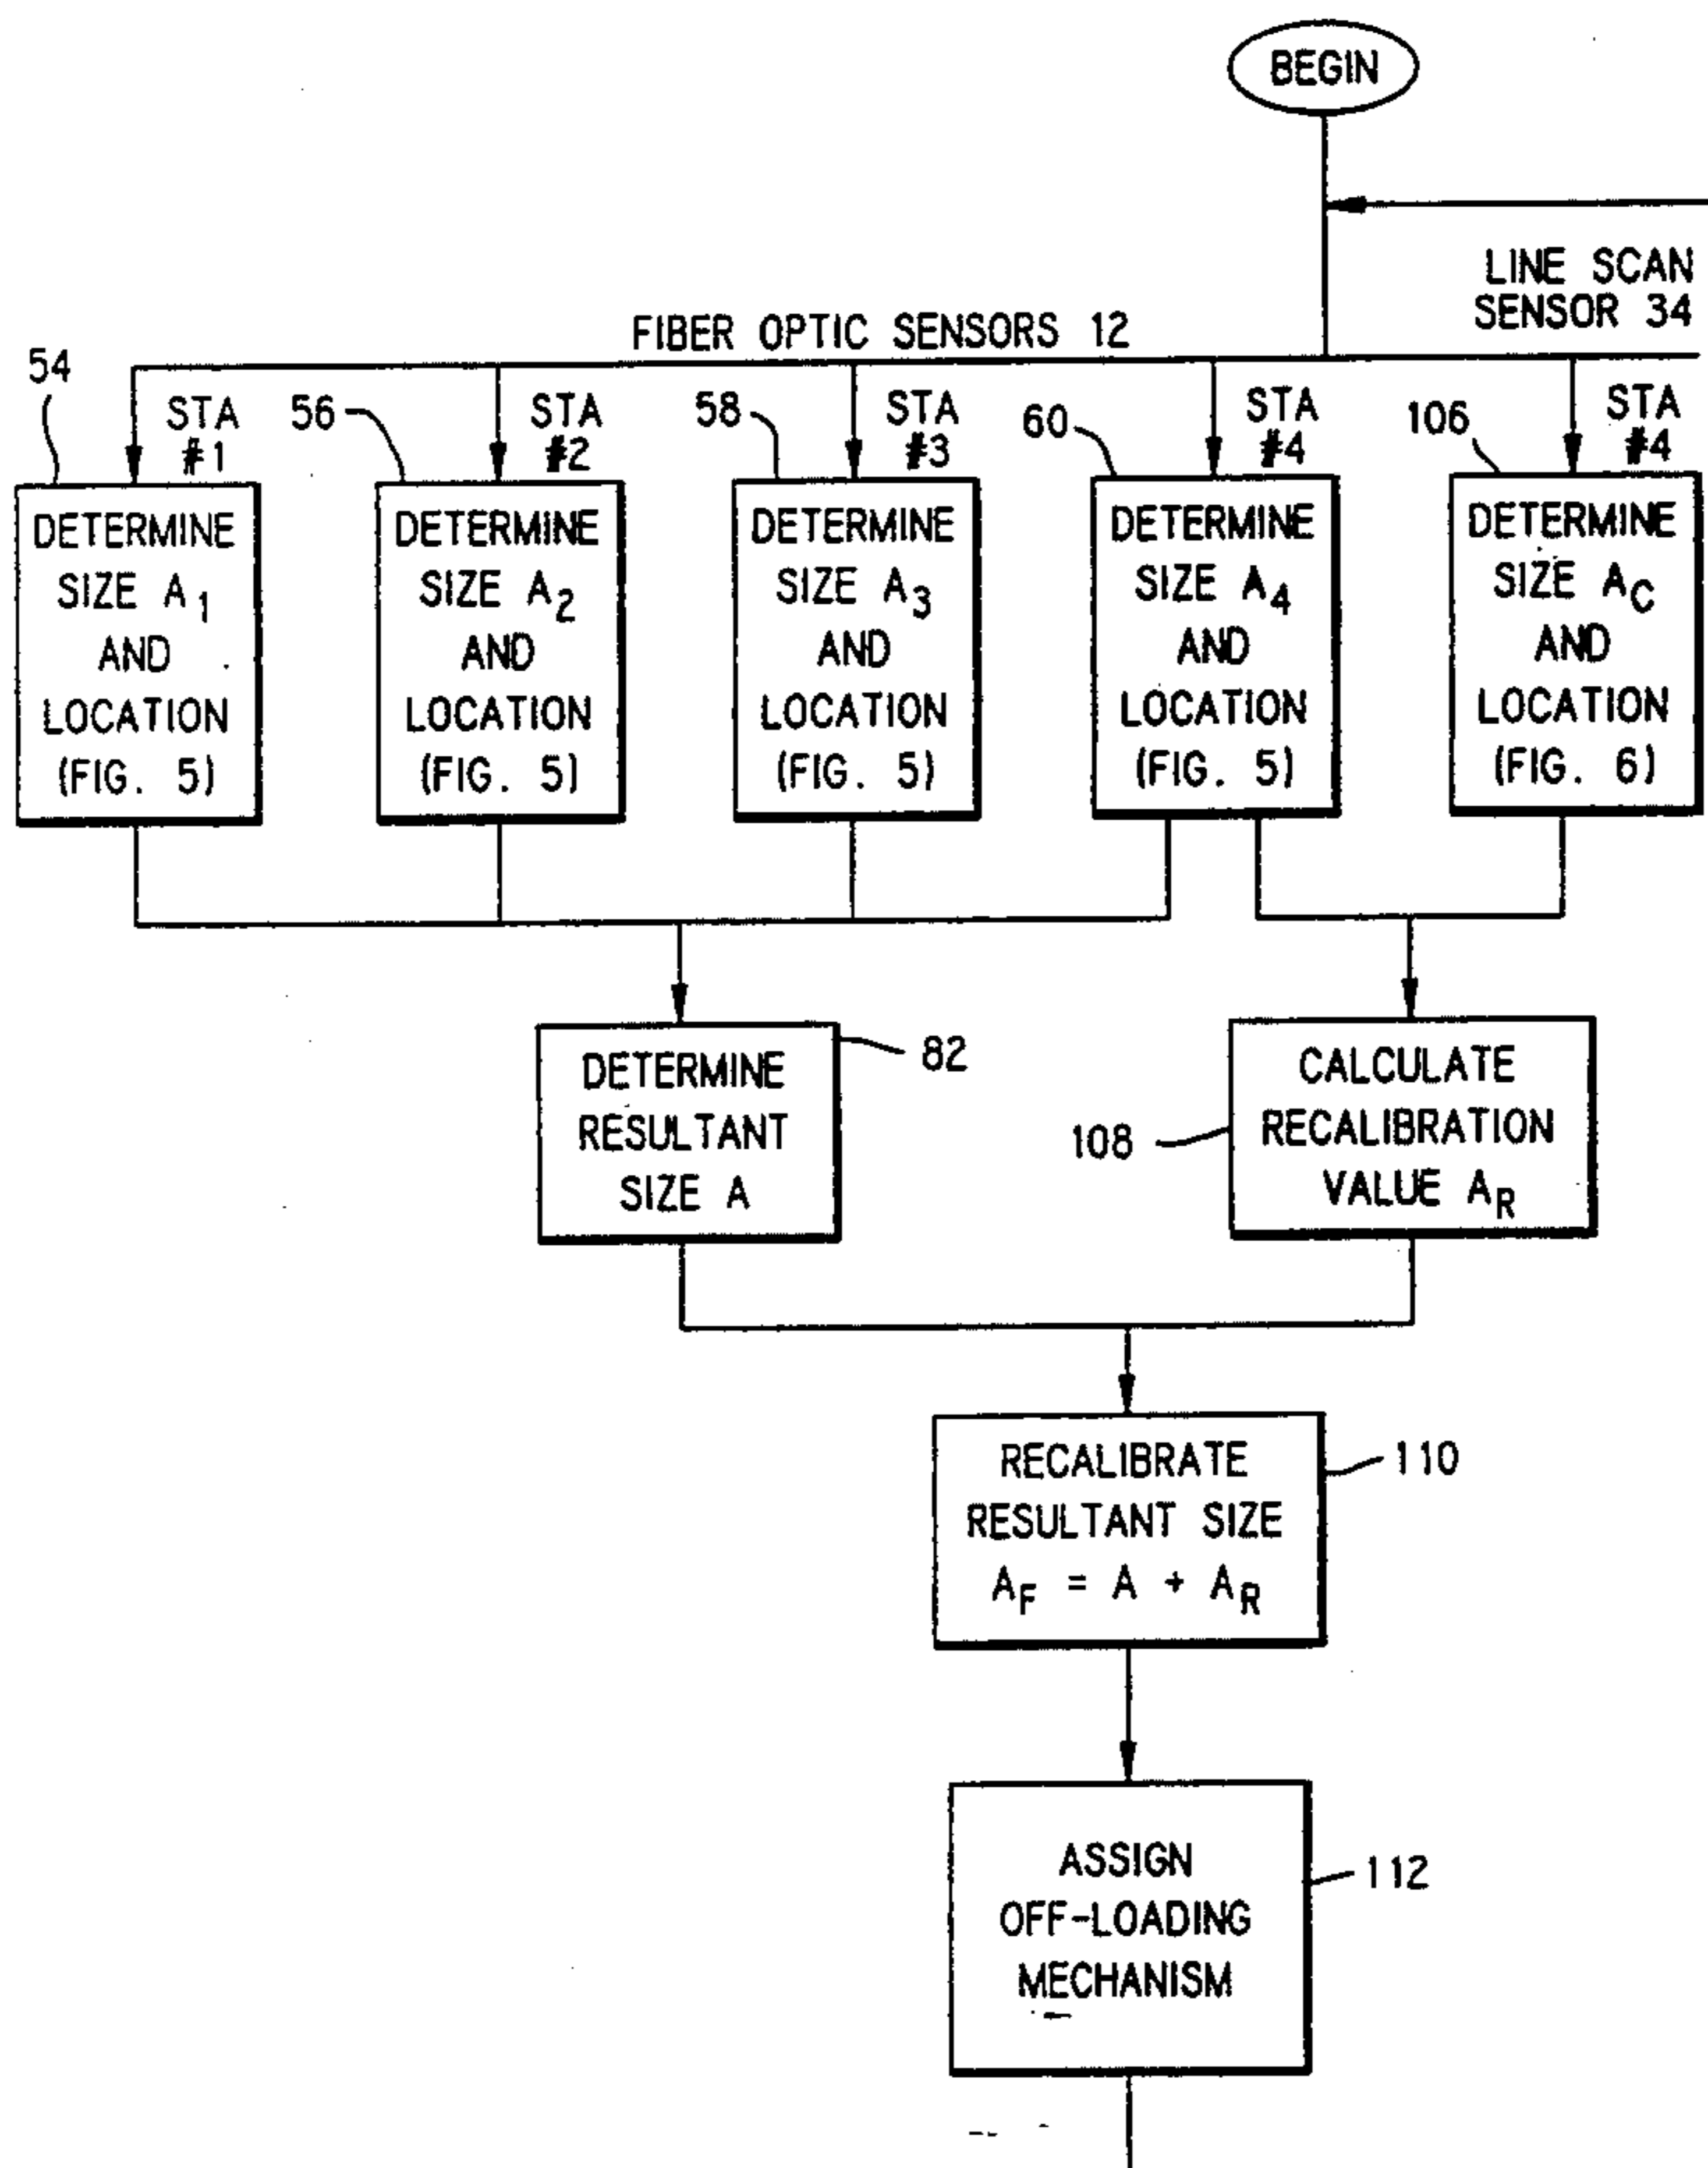 BEGIN
LINE SCAN
SENSOR 34
FIBER OPTIC SENSORS 12
54
STA
#1
56
STA
#2
58
STA
#3
60
STA
#4
106
STA
#4
DETERMINE
SIZE A1
AND
LOCATION
(FIG. 5)
DETERMINE
SIZE A2
AND
LOCATION
(FIG. 5)
DETERMINE
SIZE A3
AND
LOCATION
(FIG. 5)
DETERMINE
SIZE A4
AND
LOCATION
(FIG. 5)
DETERMINE
SIZE AC
AND
LOCATION
(FIG. 6)
DETERMINE
RESULTANT
SIZE A
82
108
CALCULATE
RECALIBRATION
VALUE AR
RECALIBRATE
RESULTANT SIZE
AF = A + AR
110
ASSIGN
OFF-LOADING
MECHANISM
112